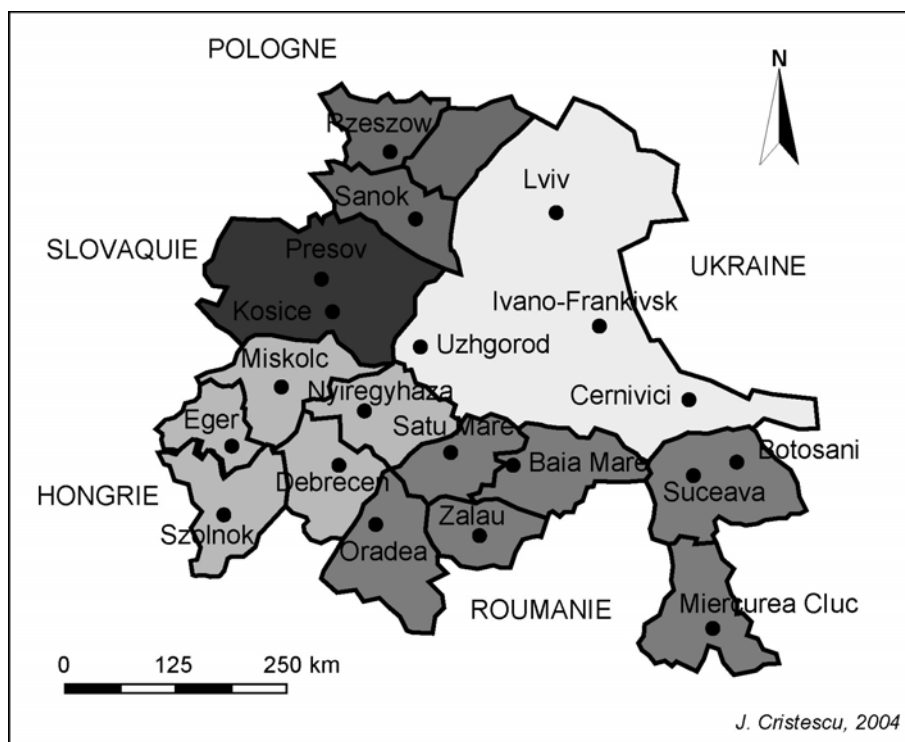 POLOGNE
N
Rzeszow
Lviv
Sanok
SLOVAQUIE
Presov
UKRAINE
Kosice
Ivano-Frankivsk
Uzhgorod
Miskolc
Nyiregyhaza
Cernivici
Eger
Satu Mare
Botosani
Baia Mare
HONGRIE
Debrecen
Suceava
Szolnok
Zalau
Oradea
ROUMANIE
Miercurea Cluc
0 125 250 km
J. Cristescu, 2004